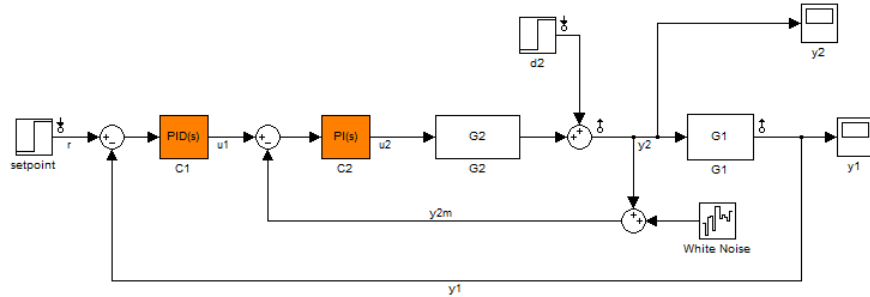 d2
y2
PID(s)
PI(s)
G2
G1
setpoint
r
C1
u1
C2
u2
G2
y2
G1
y1
y2m
White Noise
y1